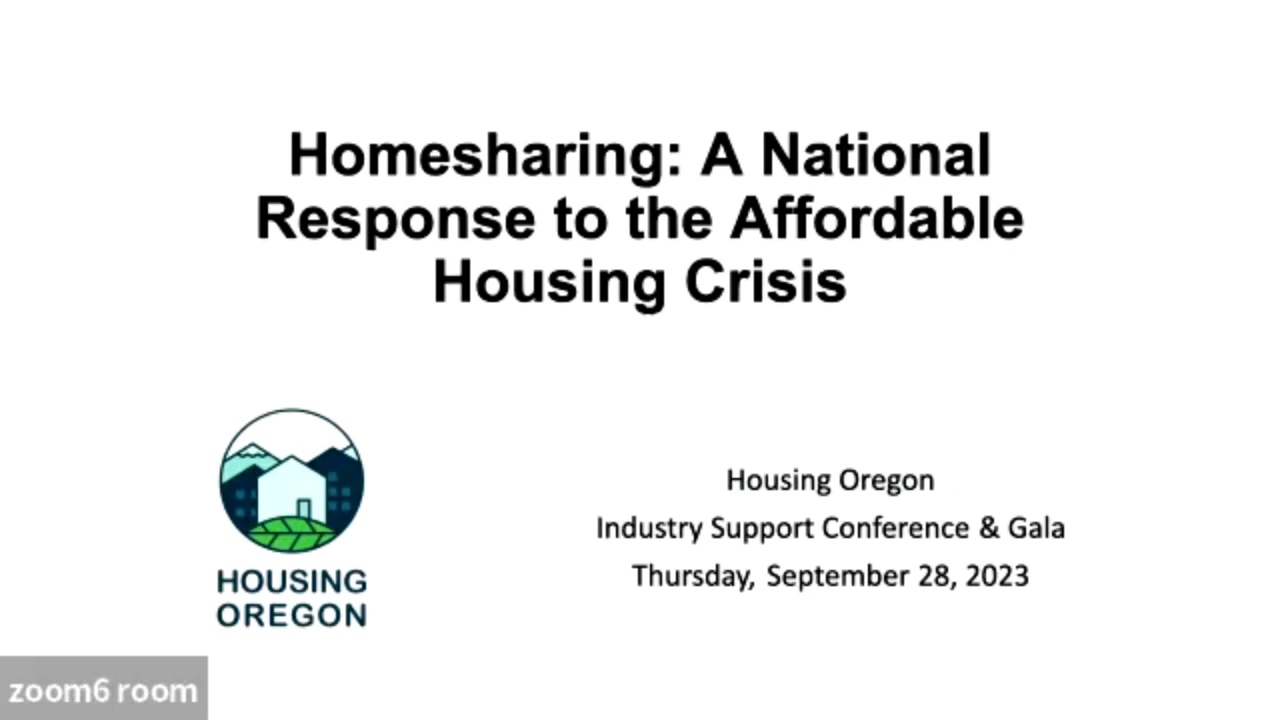 Homesharing: A National
Response to the Affordable
Housing Crisis
HOUSING
OREGON
Housing Oregon
Industry Support Conference & Gala
Thursday, September 28, 2023
zoom6 room